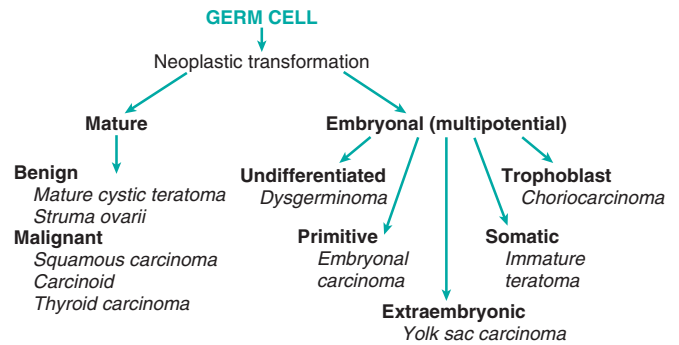 GERM CELL
Neoplastic transformation
Mature
Benign
Mature cystic teratoma
Struma ovarii
Malignant
Squamous carcinoma
Carcinoid
Thyroid carcinoma
Embryonal (multipotential)
Undifferentiated
Dysgerminoma
Primitive
Embryonal
carcinoma
Extraembryonic
Yolk sac carcinoma
Somatic
Immature
teratoma
Trophoblast
Choriocarcinoma